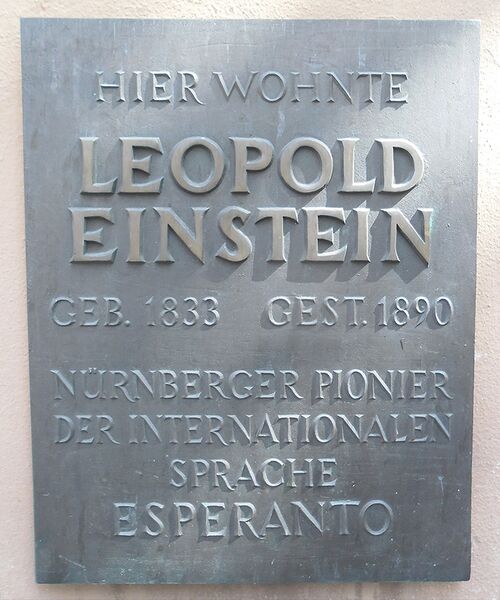 HIER WOHNTE
LEOPOLD
EINSTEIN
GEB. 1833 GEST. 1890
NÜRNBERGER PIONIER
DER INTERNATIONALEN
SPRACHE
ESPERANTO